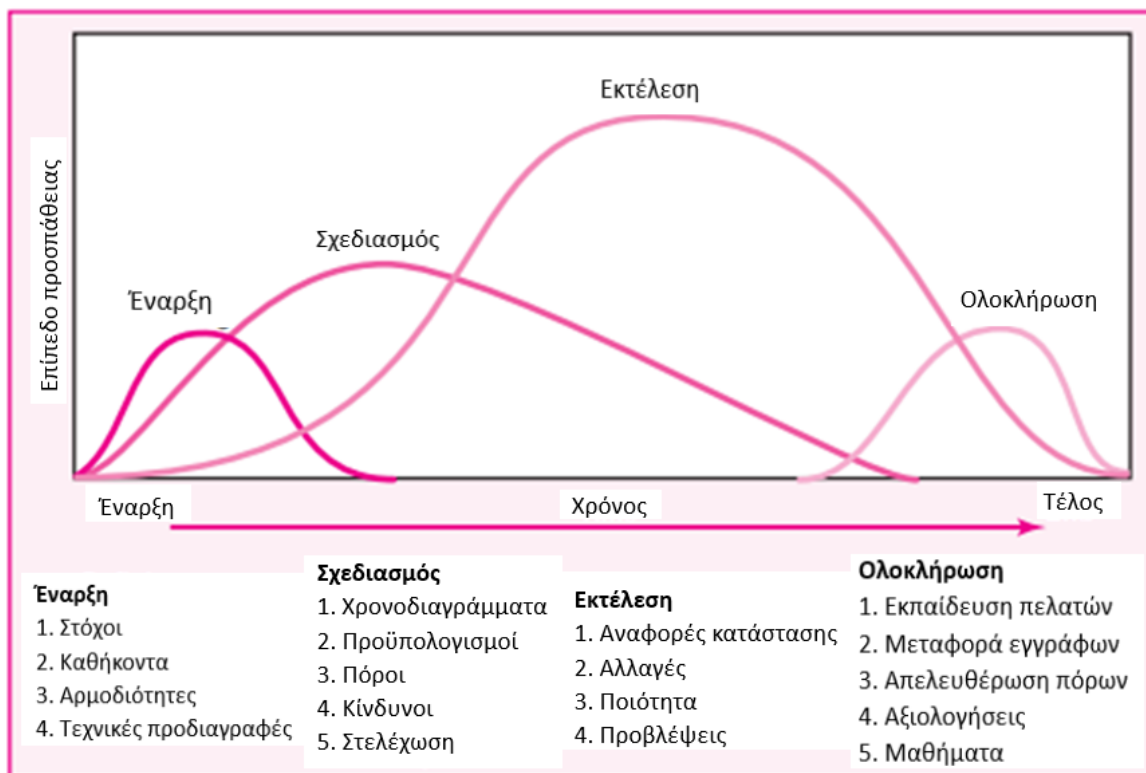 Εκτέλεση
Σχεδιασμός
Έναρξη
Ολοκλήρωση
Επίπεδο προσπάθειας
Έναρξη
Χρόνος
Τέλος
Έναρξη
1. Στόχοι
2. Καθήκοντα
3. Αρμοδιότητες
4. Τεχνικές προδιαγραφές
Σχεδιασμός
1. Χρονοδιαγράμματα
2. Προϋπολογισμοί
3. Πόροι
4. Κίνδυνοι
5. Στελέχωση
Εκτέλεση
1. Αναφορές κατάστασης
2. Αλλαγές
3. Ποιότητα
4. Προβλέψεις
Ολοκλήρωση
1. Εκπαίδευση πελατών
2. Μεταφορά εγγράφων
3. Απελευθέρωση πόρων
4. Αξιολογήσεις
5. Μαθήματα